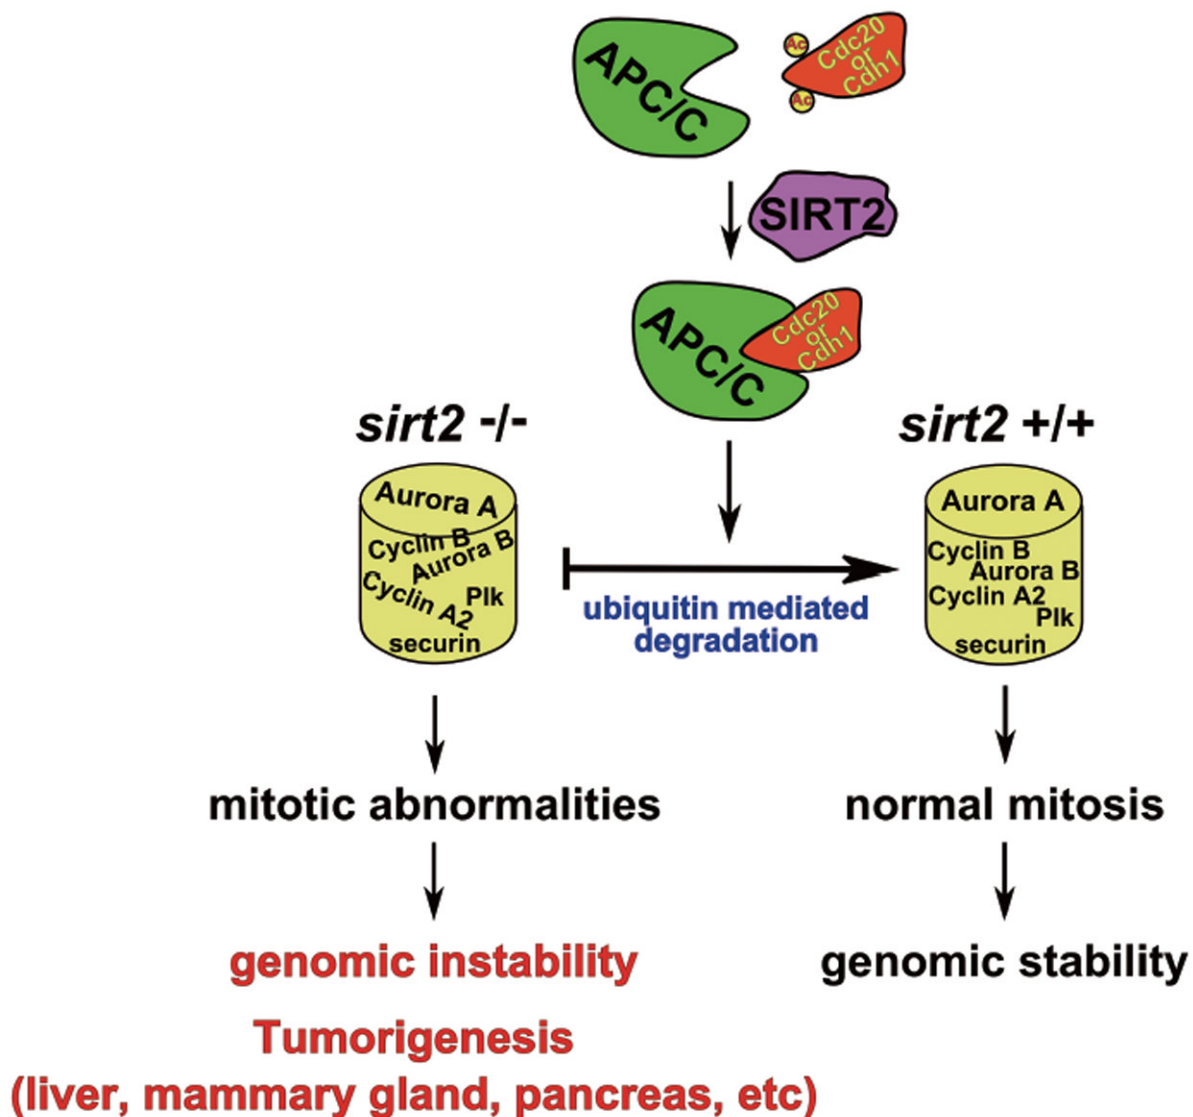 APC/C
Ac
Cdc20
or
Cdh1
Ac
SIRT2
APC/C
Cdc20
or
Cdh1
sirt2 -/-
sirt2 +/+
Aurora A
Cyclin B
Aurora B
Cyclin A2
Plk
securin
Aurora A
Cyclin B
Aurora B
Cyclin A2
Plk
securin
ubiquitin mediated
degradation
mitotic abnormalities
normal mitosis
genomic instability
genomic stability
Tumorigenesis
(liver, mammary gland, pancreas, etc)